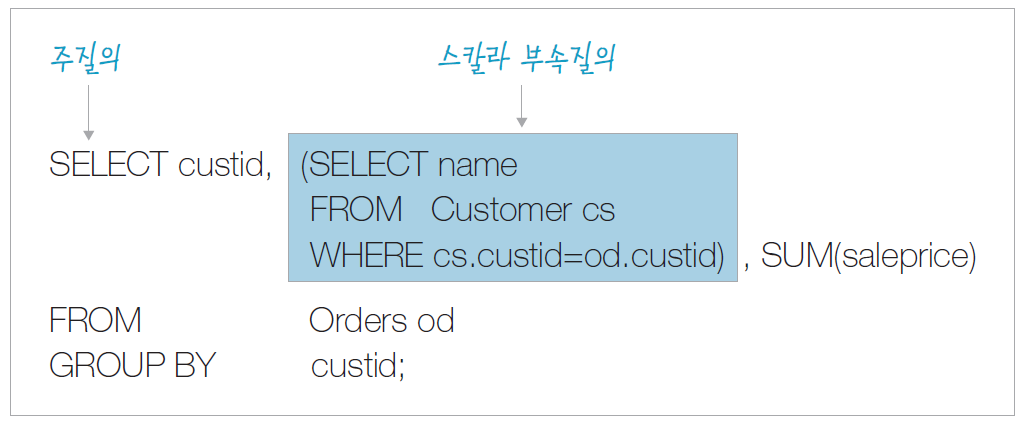 주질의
스칼라 부속질의
SELECT custid, (SELECT name
FROM Customer cs
WHERE cs.custid=od.custid) , SUM(saleprice)
FROM Orders od
GROUP BY custid;